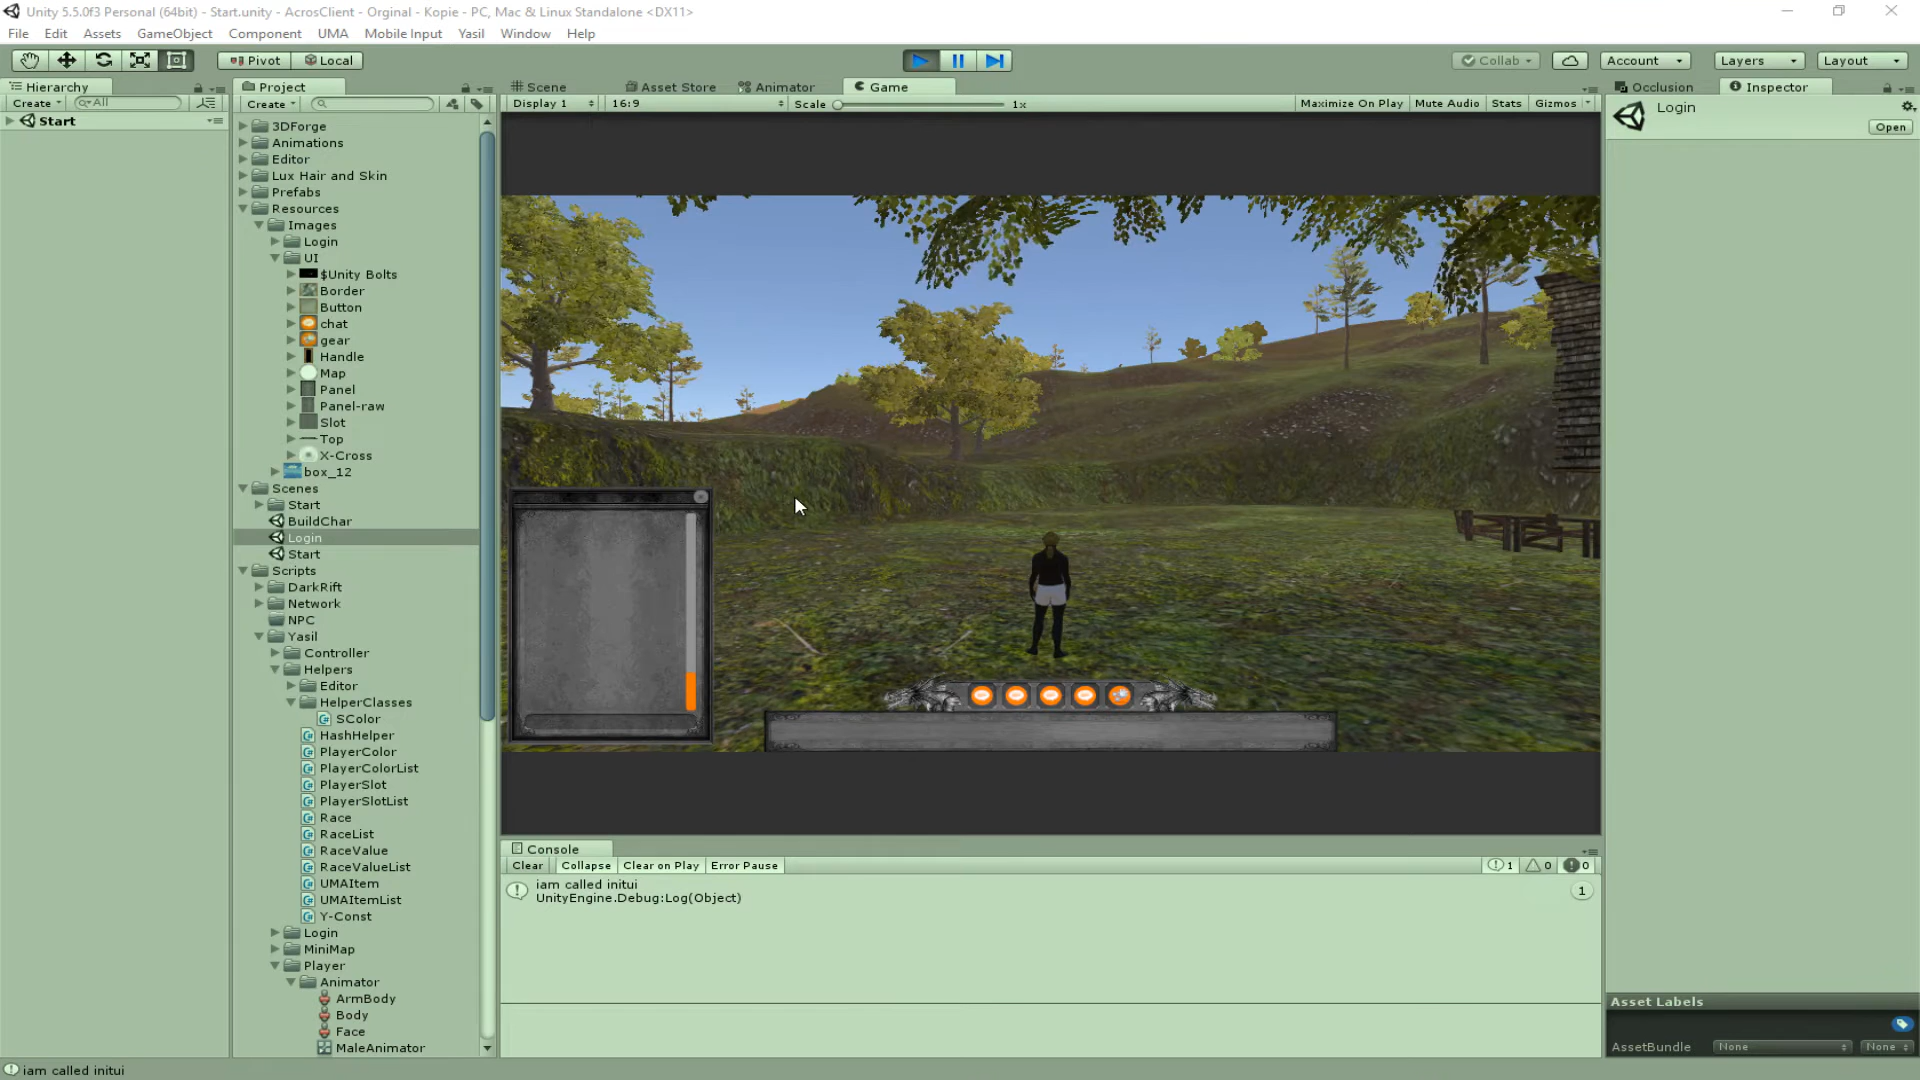 Unity 5.5.0f3 Personal (64bit) - Start.unity - AcrosClient - Orginal - Kopie - PC, Mac & Linux Standalone <DX11>
File Edit Assets GameObject Component UMA Mobile Input Yasil Window Help
Pivot Local Collab Account Layers Layout
Hierarchy
Create All
Start
Project
Create
3DForge
Animations
Editor
Lux Hair and Skin
Prefabs
Resources
Images
Login
UI
$Unity Bolts
Border
Button
chat
gear
Handle
Map
Panel
Panel-raw
Slot
Top
X-Cross
box_12
Scenes
Start
BuildChar
Login
Start
Scripts
DarkRift
Network
NPC
Yasil
Controller
Helpers
Editor
HelperClasses
SColor
HashHelper
PlayerColor
PlayerColorList
PlayerSlot
PlayerSlotList
Race
RaceList
RaceValue
RaceValueList
UMAItem
UMAItemList
Y-Const
Login
MiniMap
Player
Animator
ArmBody
Body
Face
MaleAnimator
Scene Asset Store Animator Game
Display 1 16:9 Scale 1x Maximize On Play Mute Audio Stats Gizmos
Console
Clear Collapse Clear on Play Error Pause 1 0 0
iam called initui
UnityEngine.Debug:Log(Object)
1
Occlusion Inspector
Login
Open
Asset Labels
AssetBundle None None
iam called initui